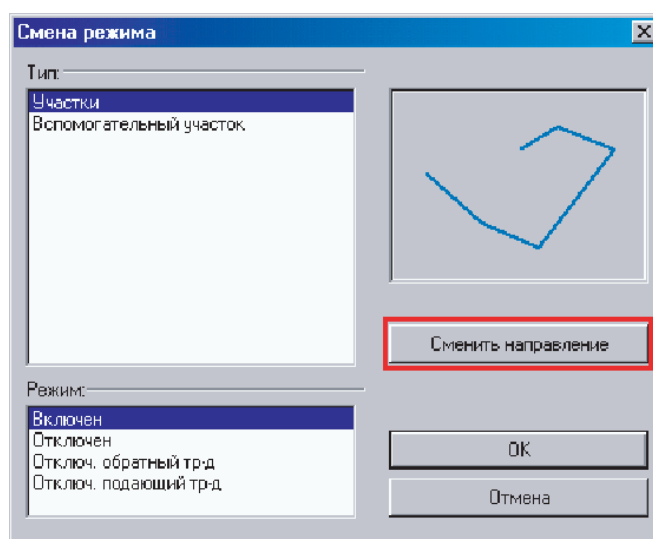 Смена режима
Тип:
Участки
Вспомогательный участок
Сменить направление
Режим:
Включен
Отключен
Отключ. обратный тр-д
Отключ. подающий тр-д
OK
Отмена